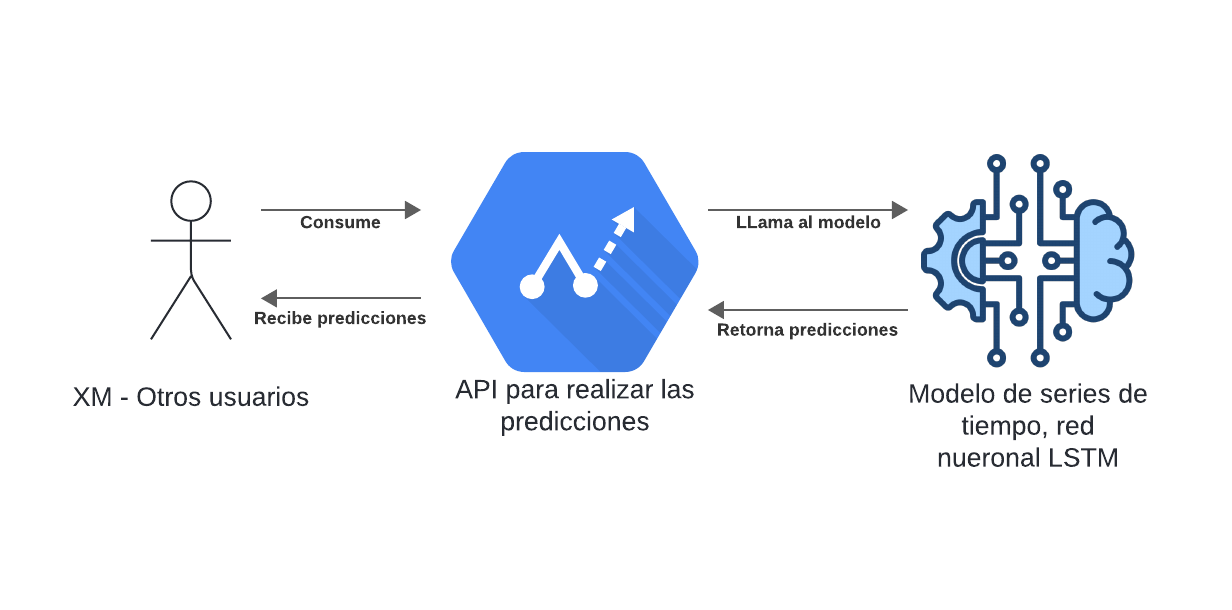 Consume
LLama al modelo
Recibe predicciones
Retorna predicciones
XM - Otros usuarios
API para realizar las
predicciones
Modelo de series de
tiempo, red
nueronal LSTM